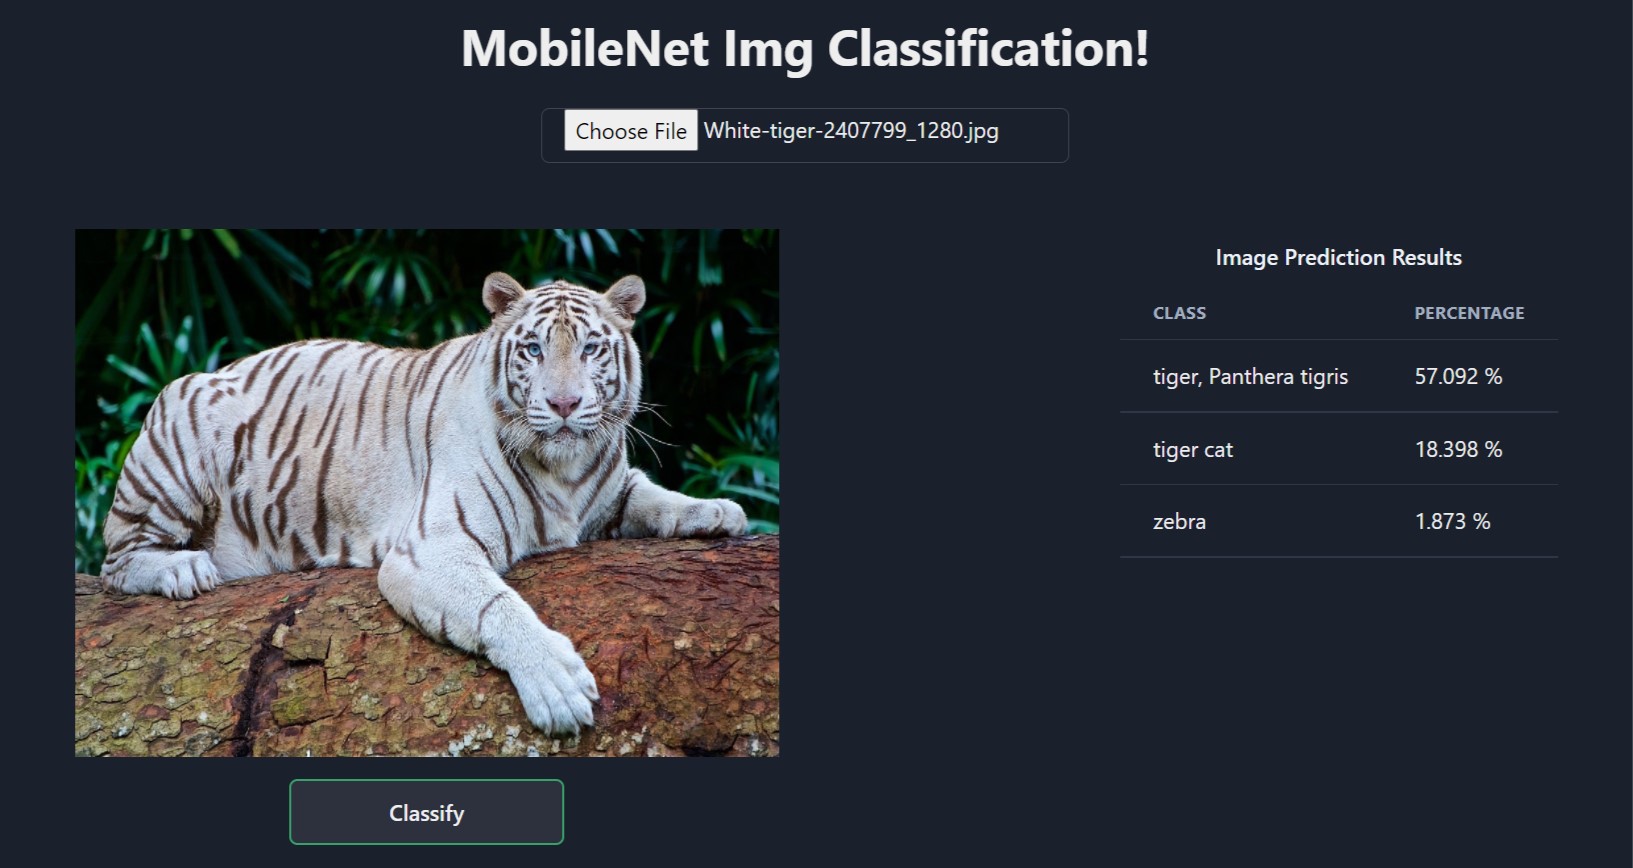 MobileNet Img Classification!
Choose File White-tiger-2407799_1280.jpg
Image Prediction Results
CLASS PERCENTAGE
tiger, Panthera tigris 57.092 %
tiger cat 18.398 %
zebra 1.873 %
Classify